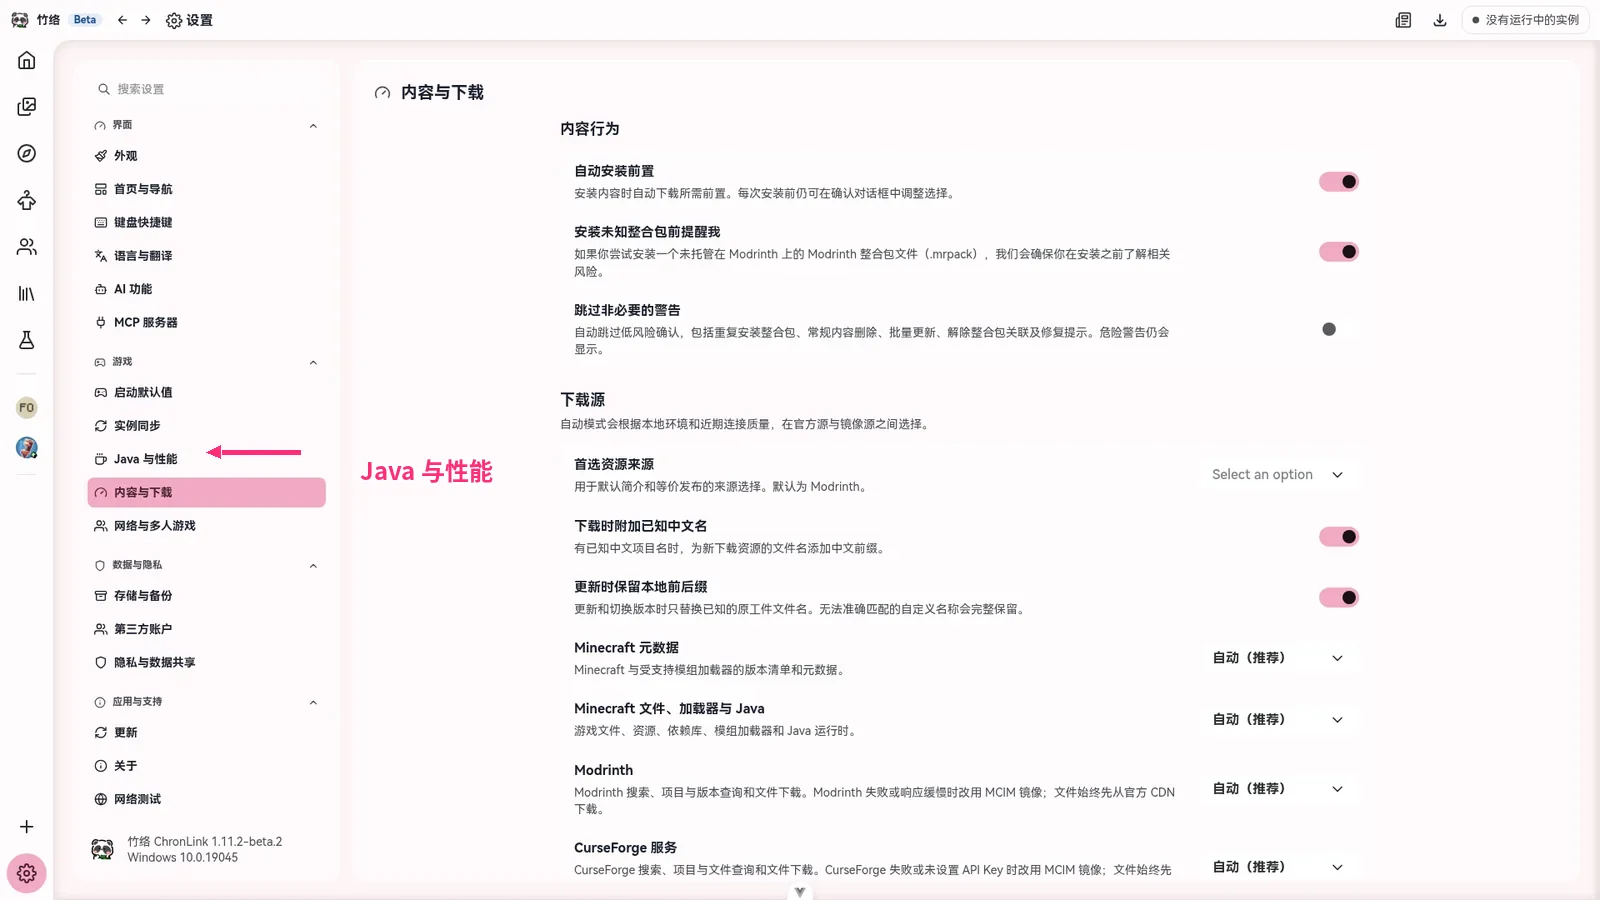 竹络 Beta 设置
没有运行中的实例
搜索设置
界面
外观
首页与导航
键盘快捷键
语言与翻译
AI 功能
MCP 服务器
游戏
启动默认值
实例同步
Java 与性能
内容与下载
网络与多人游戏
数据与隐私
存储与备份
第三方账户
隐私与数据共享
应用与支持
更新
关于
网络测试
竹络 ChronLink 1.11.2-beta.2
Windows 10.0.19045
FO
Java 与性能
内容与下载
内容行为
自动安装前置
安装内容时自动下载所需前置。每次安装前仍可在确认对话框中调整选择。
安装未知整合包前提醒我
如果你尝试安装一个未托管在 Modrinth 上的 Modrinth 整合包文件（.mrpack），我们会确保你在安装之前了解相关
风险。
跳过非必要的警告
自动跳过低风险确认，包括重复安装整合包、常规内容删除、批量更新、解除整合包关联及修复提示。危险警告仍会
显示。
下载源
自动模式会根据本地环境和近期连接质量，在官方源与镜像源之间选择。
首选资源来源
用于默认简介和等价发布的来源选择。默认为 Modrinth。
Select an option
下载时附加已知中文名
有已知中文项目名时，为新下载资源的文件名添加中文前缀。
更新时保留本地前后缀
更新和切换版本时只替换已知的原工件文件名。无法准确匹配的自定义名称会完整保留。
Minecraft 元数据
Minecraft 与受支持模组加载器的版本清单和元数据。
自动（推荐）
Minecraft 文件、加载器与 Java
游戏文件、资源、依赖库、模组加载器和 Java 运行时。
自动（推荐）
Modrinth
Modrinth 搜索、项目与版本查询和文件下载。Modrinth 失败或响应缓慢时改用 MCIM 镜像；文件始终先从官方 CDN
下载。
自动（推荐）
CurseForge 服务
CurseForge 搜索、项目与文件查询和文件下载。CurseForge 失败或未设置 API Key 时改用 MCIM 镜像；文件始终先
自动（推荐）